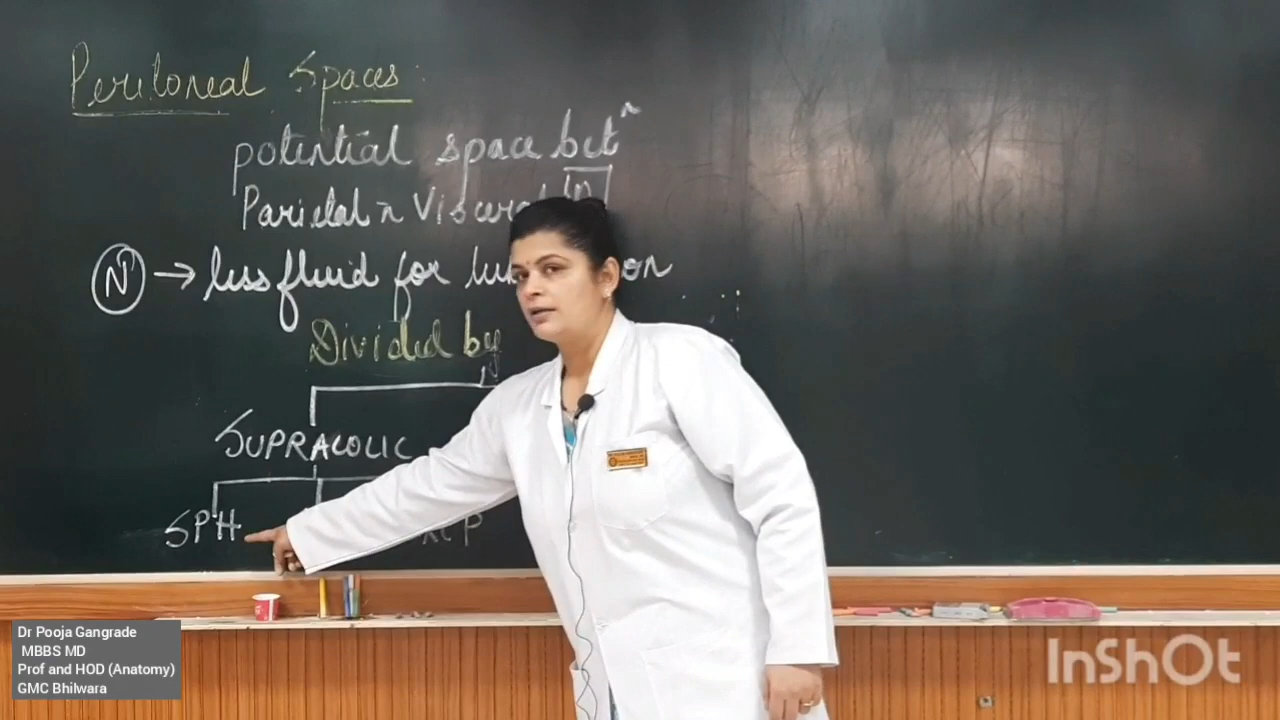 Peritoneal Spaces
potential space betn
Parietal n Visceral
N → less fluid for
Divided by
SUPRACOLIC
SPH
Dr Pooja Gangrade
MBBS MD
Prof and HOD (Anatomy)
GMC Bhilwara
InShOt